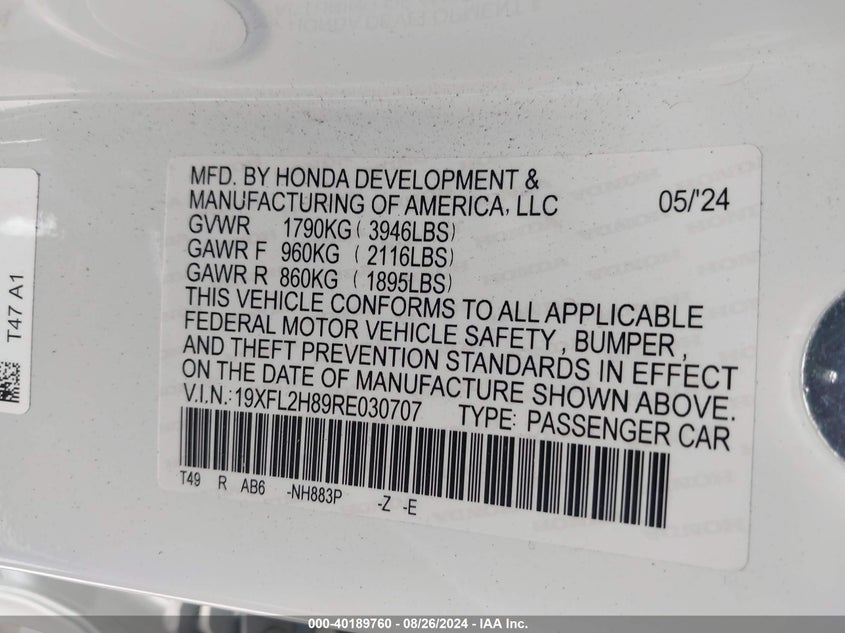 MFD. BY HONDA DEVELOPMENT &
MANUFACTURING OF AMERICA, LLC 05/'24
GVWR 1790KG ( 3946LBS)
GAWR F 960KG ( 2116LBS)
GAWR R 860KG ( 1895LBS)
THIS VEHICLE CONFORMS TO ALL APPLICABLE
FEDERAL MOTOR VEHICLE SAFETY , BUMPER ,
AND THEFT PREVENTION STANDARDS IN EFFECT
ON THE DATE OF MANUFACTURE SHOWN ABOVE.
V.I.N.:19XFL2H89RE030707 TYPE: PASSENGER CAR
T49 R AB6 -NH883P -Z -E
T47 A1
000-40189760 | 08/26/2024 | IAA Inc.